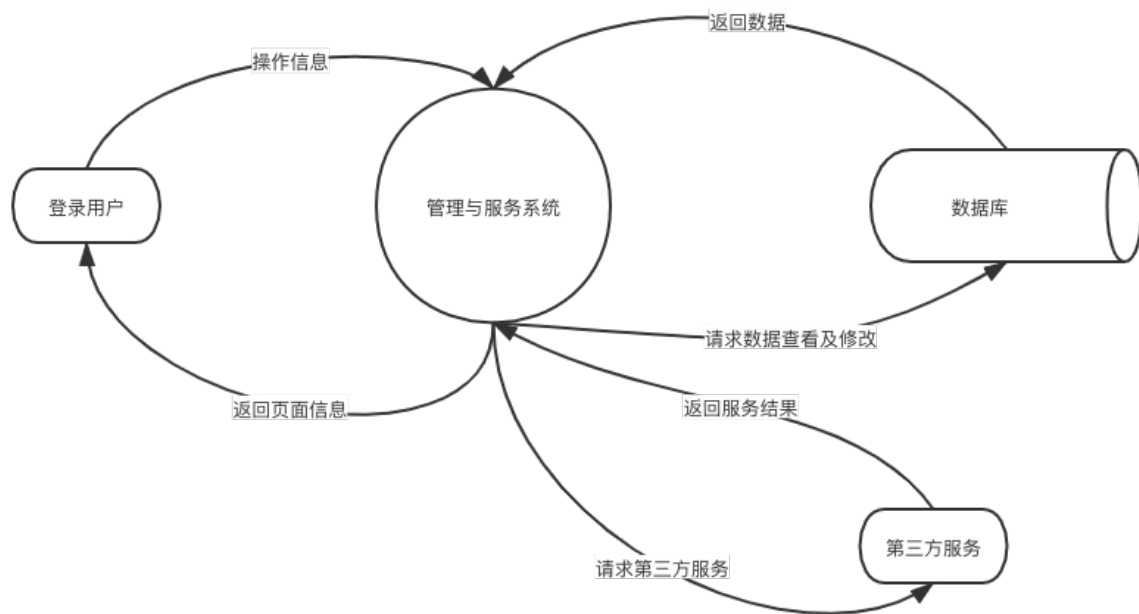 返回数据
操作信息
登录用户
管理与服务系统
数据库
请求数据查看及修改
返回页面信息
返回服务结果
第三方服务
请求第三方服务